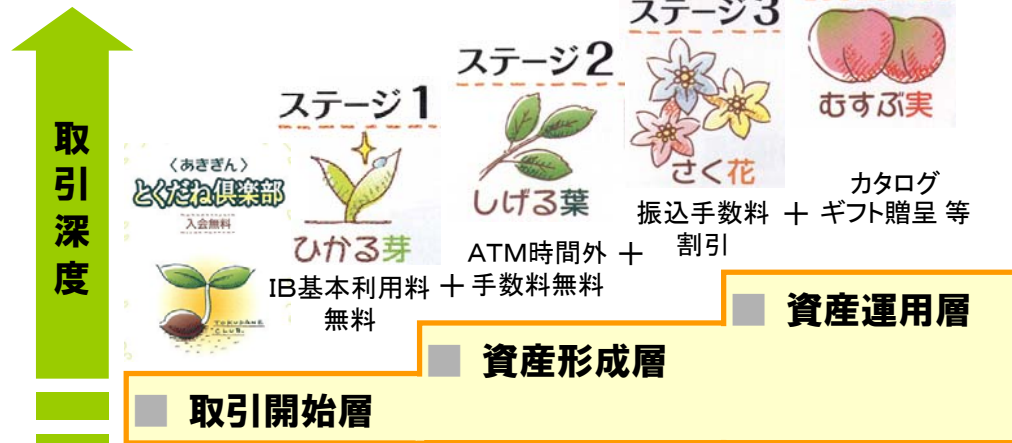 取引深度
〈あきぎん〉
とくだね倶楽部
入会無料
TOKUDANE
CLUB.
ステージ1
ひかる芽
IB基本利用料
無料
＋
ステージ2
しげる葉
ATM時間外
手数料無料
＋
ステージ3
さく花
振込手数料
割引
＋
むすぶ実
カタログ
ギフト贈呈 等
■ 資産運用層
■ 資産形成層
■ 取引開始層